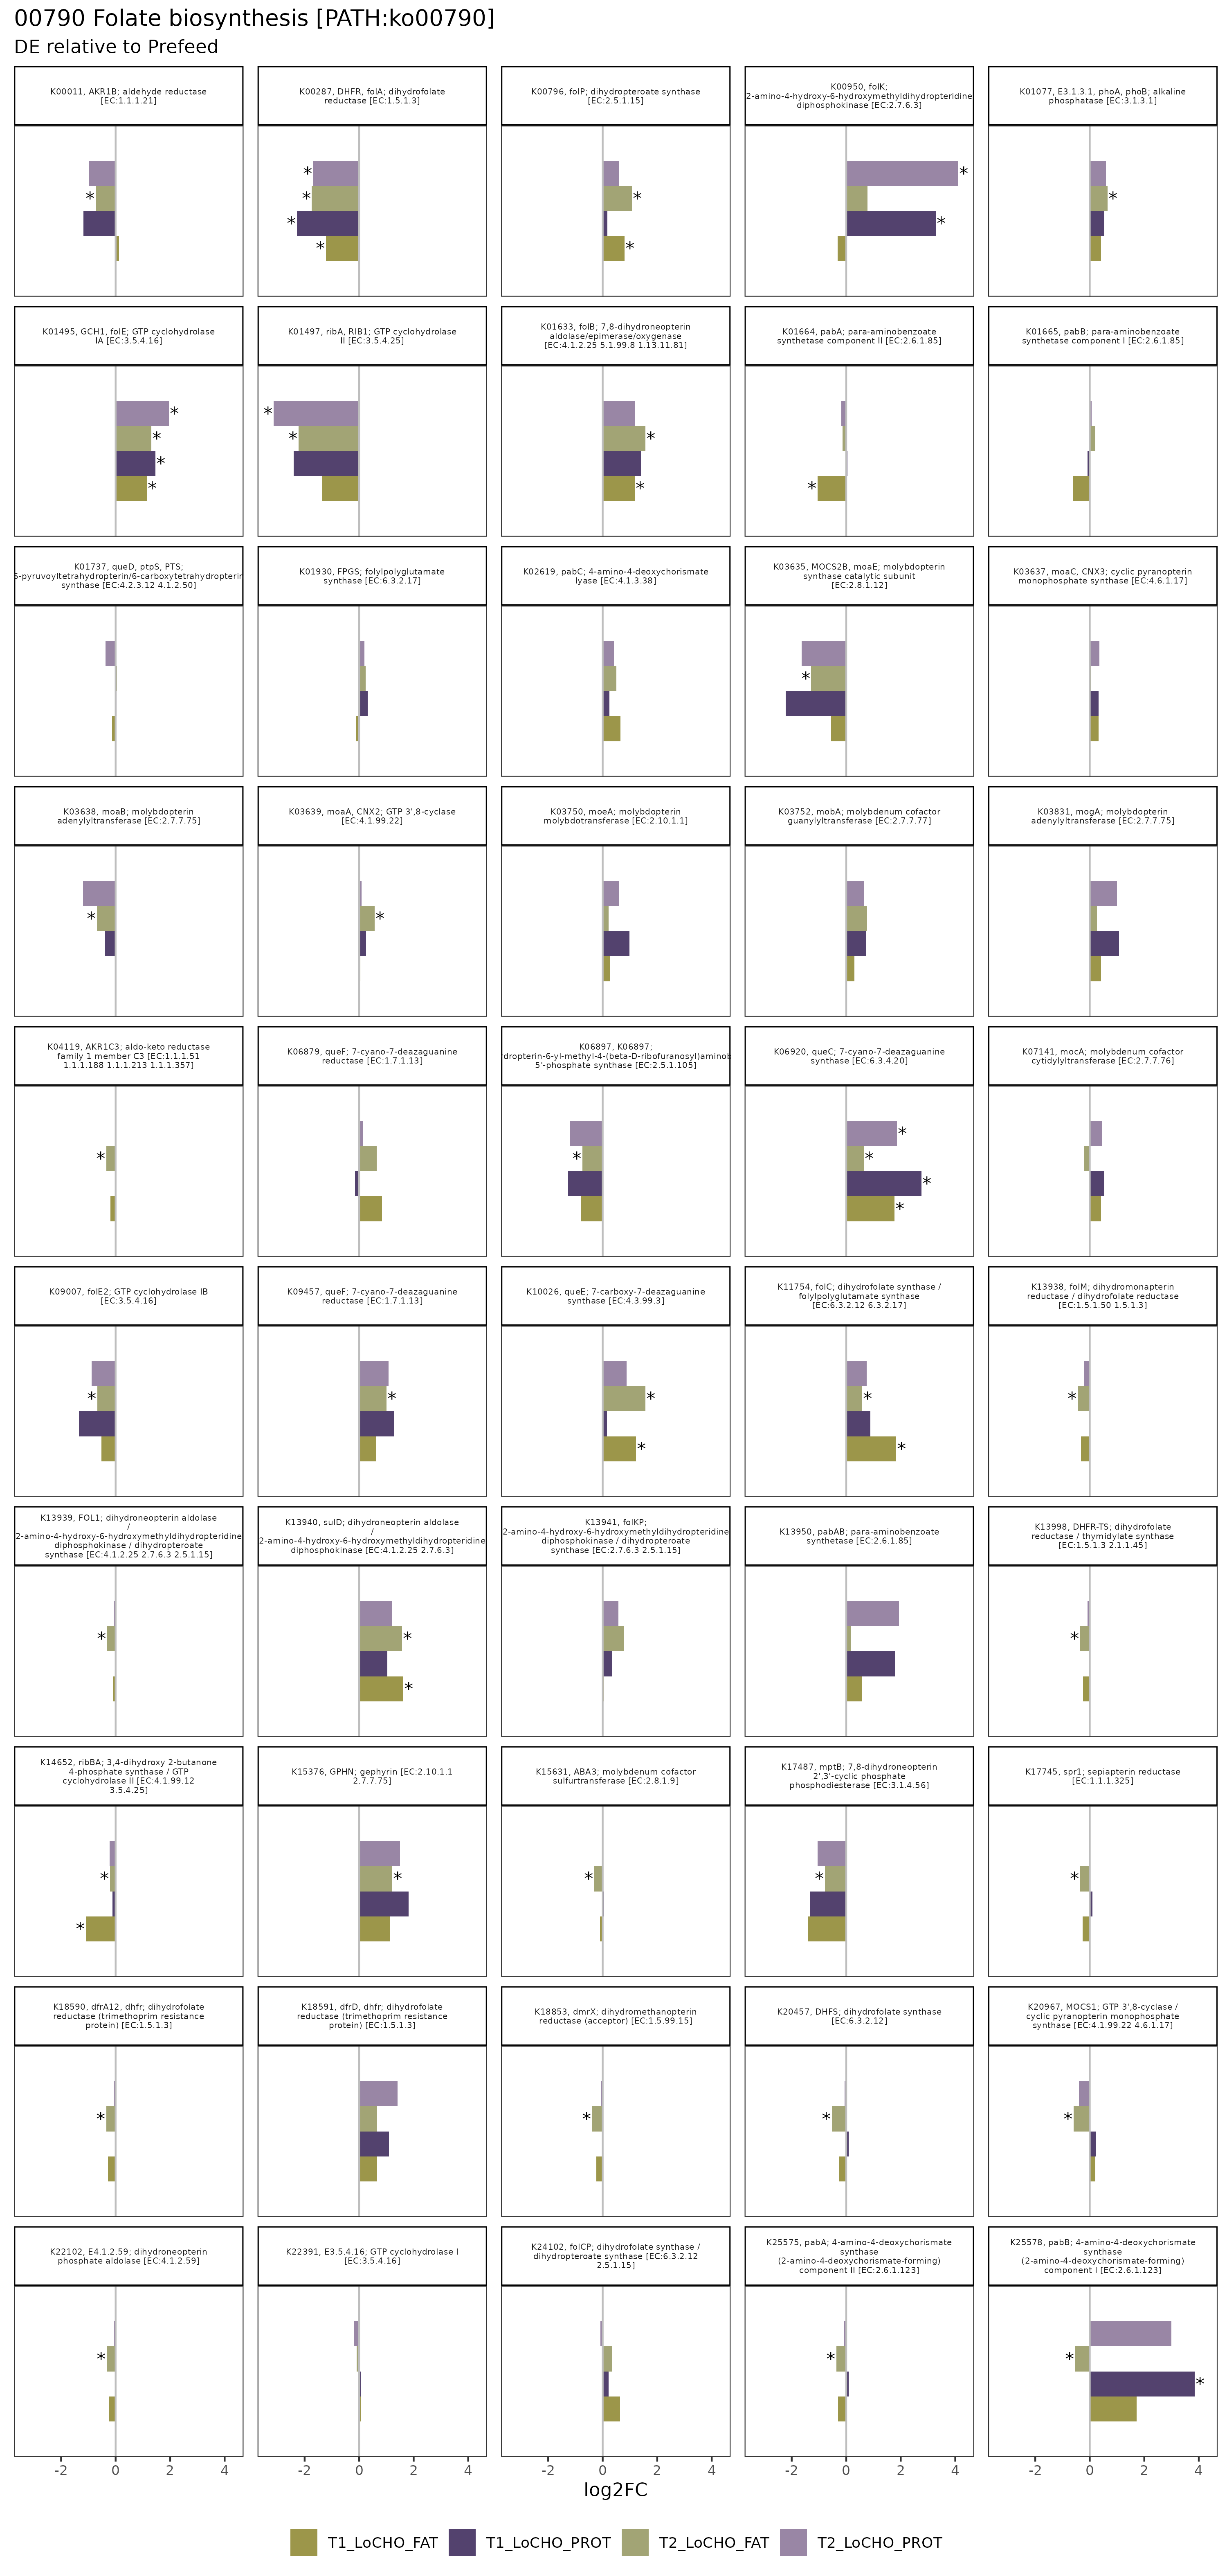 00790 Folate biosynthesis [PATH:ko00790]
DE relative to Prefeed
K00011, AKR1B; aldehyde reductase
[EC:1.1.1.21]
K00287, DHFR, folA; dihydrofolate
reductase [EC:1.5.1.3]
K00796, folP; dihydropteroate synthase
[EC:2.5.1.15]
K00950, folK;
2-amino-4-hydroxy-6-hydroxymethyldihydropteridine
diphosphokinase [EC:2.7.6.3]
K01077, E3.1.3.1, phoA, phoB; alkaline
phosphatase [EC:3.1.3.1]
K01495, GCH1, folE; GTP cyclohydrolase
IA [EC:3.5.4.16]
K01497, ribA, RIB1; GTP cyclohydrolase
II [EC:3.5.4.25]
K01633, folB; 7,8-dihydroneopterin
aldolase/epimerase/oxygenase
[EC:4.1.2.25 5.1.99.8 1.13.11.81]
K01664, pabA; para-aminobenzoate
synthetase component II [EC:2.6.1.85]
K01665, pabB; para-aminobenzoate
synthetase component I [EC:2.6.1.85]
K01737, queD, ptpS, PTS;
6-pyruvoyltetrahydropterin/6-carboxytetrahydropterin
synthase [EC:4.2.3.12 4.1.2.50]
K01930, FPGS; folylpolyglutamate
synthase [EC:6.3.2.17]
K02619, pabC; 4-amino-4-deoxychorismate
lyase [EC:4.1.3.38]
K03635, MOCS2B, moaE; molybdopterin
synthase catalytic subunit
[EC:2.8.1.12]
K03637, moaC, CNX3; cyclic pyranopterin
monophosphate synthase [EC:4.6.1.17]
K03638, moaB; molybdopterin
adenylyltransferase [EC:2.7.7.75]
K03639, moaA, CNX2; GTP 3',8-cyclase
[EC:4.1.99.22]
K03750, moeA; molybdopterin
molybdotransferase [EC:2.10.1.1]
K03752, mobA; molybdenum cofactor
guanylyltransferase [EC:2.7.7.77]
K03831, mogA; molybdopterin
adenylyltransferase [EC:2.7.7.75]
K04119, AKR1C3; aldo-keto reductase
family 1 member C3 [EC:1.1.1.51
1.1.1.188 1.1.1.213 1.1.1.357]
K06879, queF; 7-cyano-7-deazaguanine
reductase [EC:1.7.1.13]
K06897, K06897;
dropterin-6-yl-methyl-4-(beta-D-ribofuranosyl)aminob
5'-phosphate synthase [EC:2.5.1.105]
K06920, queC; 7-cyano-7-deazaguanine
synthase [EC:6.3.4.20]
K07141, mocA; molybdenum cofactor
cytidylyltransferase [EC:2.7.7.76]
K09007, folE2; GTP cyclohydrolase IB
[EC:3.5.4.16]
K09457, queF; 7-cyano-7-deazaguanine
reductase [EC:1.7.1.13]
K10026, queE; 7-carboxy-7-deazaguanine
synthase [EC:4.3.99.3]
K11754, folC; dihydrofolate synthase /
folylpolyglutamate synthase
[EC:6.3.2.12 6.3.2.17]
K13938, folM; dihydromonapterin
reductase / dihydrofolate reductase
[EC:1.5.1.50 1.5.1.3]
K13939, FOL1; dihydroneopterin aldolase
/
2-amino-4-hydroxy-6-hydroxymethyldihydropteridine
diphosphokinase / dihydropteroate
synthase [EC:4.1.2.25 2.7.6.3 2.5.1.15]
K13940, sulD; dihydroneopterin aldolase
/
2-amino-4-hydroxy-6-hydroxymethyldihydropteridine
diphosphokinase [EC:4.1.2.25 2.7.6.3]
K13941, folKP;
2-amino-4-hydroxy-6-hydroxymethyldihydropteridine
diphosphokinase / dihydropteroate
synthase [EC:2.7.6.3 2.5.1.15]
K13950, pabAB; para-aminobenzoate
synthetase [EC:2.6.1.85]
K13998, DHFR-TS; dihydrofolate
reductase / thymidylate synthase
[EC:1.5.1.3 2.1.1.45]
K14652, ribBA; 3,4-dihydroxy 2-butanone
4-phosphate synthase / GTP
cyclohydrolase II [EC:4.1.99.12
3.5.4.25]
K15376, GPHN; gephyrin [EC:2.10.1.1
2.7.7.75]
K15631, ABA3; molybdenum cofactor
sulfurtransferase [EC:2.8.1.9]
K17487, mptB; 7,8-dihydroneopterin
2',3'-cyclic phosphate
phosphodiesterase [EC:3.1.4.56]
K17745, spr1; sepiapterin reductase
[EC:1.1.1.325]
K18590, dfrA12, dhfr; dihydrofolate
reductase (trimethoprim resistance
protein) [EC:1.5.1.3]
K18591, dfrD, dhfr; dihydrofolate
reductase (trimethoprim resistance
protein) [EC:1.5.1.3]
K18853, dmrX; dihydromethanopterin
reductase (acceptor) [EC:1.5.99.15]
K20457, DHFS; dihydrofolate synthase
[EC:6.3.2.12]
K20967, MOCS1; GTP 3',8-cyclase /
cyclic pyranopterin monophosphate
synthase [EC:4.1.99.22 4.6.1.17]
K22102, E4.1.2.59; dihydroneopterin
phosphate aldolase [EC:4.1.2.59]
K22391, E3.5.4.16; GTP cyclohydrolase I
[EC:3.5.4.16]
K24102, folCP; dihydrofolate synthase /
dihydropteroate synthase [EC:6.3.2.12
2.5.1.15]
K25575, pabA; 4-amino-4-deoxychorismate
synthase
(2-amino-4-deoxychorismate-forming)
component II [EC:2.6.1.123]
K25578, pabB; 4-amino-4-deoxychorismate
synthase
(2-amino-4-deoxychorismate-forming)
component I [EC:2.6.1.123]
-2 0 2 4 -2 0 2 4 -2 0 2 4 -2 0 2 4 -2 0 2 4
log2FC
T1_LoCHO_FAT T1_LoCHO_PROT T2_LoCHO_FAT T2_LoCHO_PROT